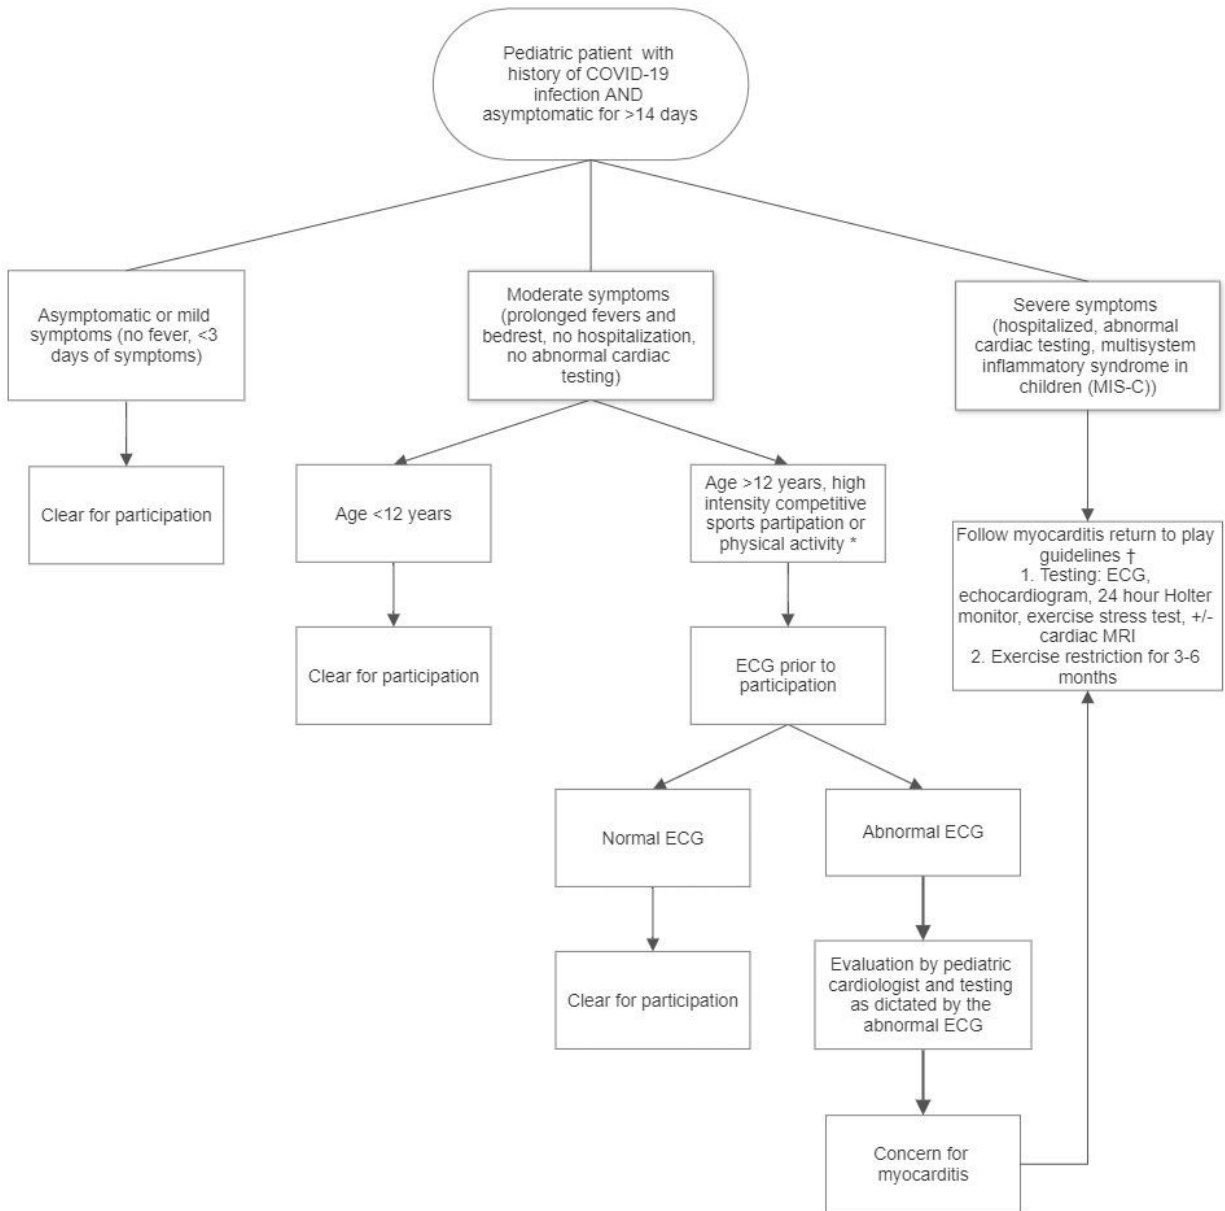 Pediatric patient with
history of COVID-19
infection AND
asymptomatic for >14 days
Asymptomatic or mild
symptoms (no fever, <3
days of symptoms)
Moderate symptoms
(prolonged fevers and
bedrest, no hospitalization,
no abnormal cardiac
testing)
Severe symptoms
(hospitalized, abnormal
cardiac testing, multisystem
inflammatory syndrome in
children (MIS-C))
Clear for participation
Age <12 years
Age >12 years, high
intensity competitive
sports partipation or
physical activity *
Follow myocarditis return to play
guidelines †
1. Testing: ECG,
echocardiogram, 24 hour Holter
monitor, exercise stress test, +/-
cardiac MRI
2. Exercise restriction for 3-6
months
Clear for participation
ECG prior to
participation
Normal ECG
Abnormal ECG
Clear for participation
Evaluation by pediatric
cardiologist and testing
as dictated by the
abnormal ECG
Concern for
myocarditis